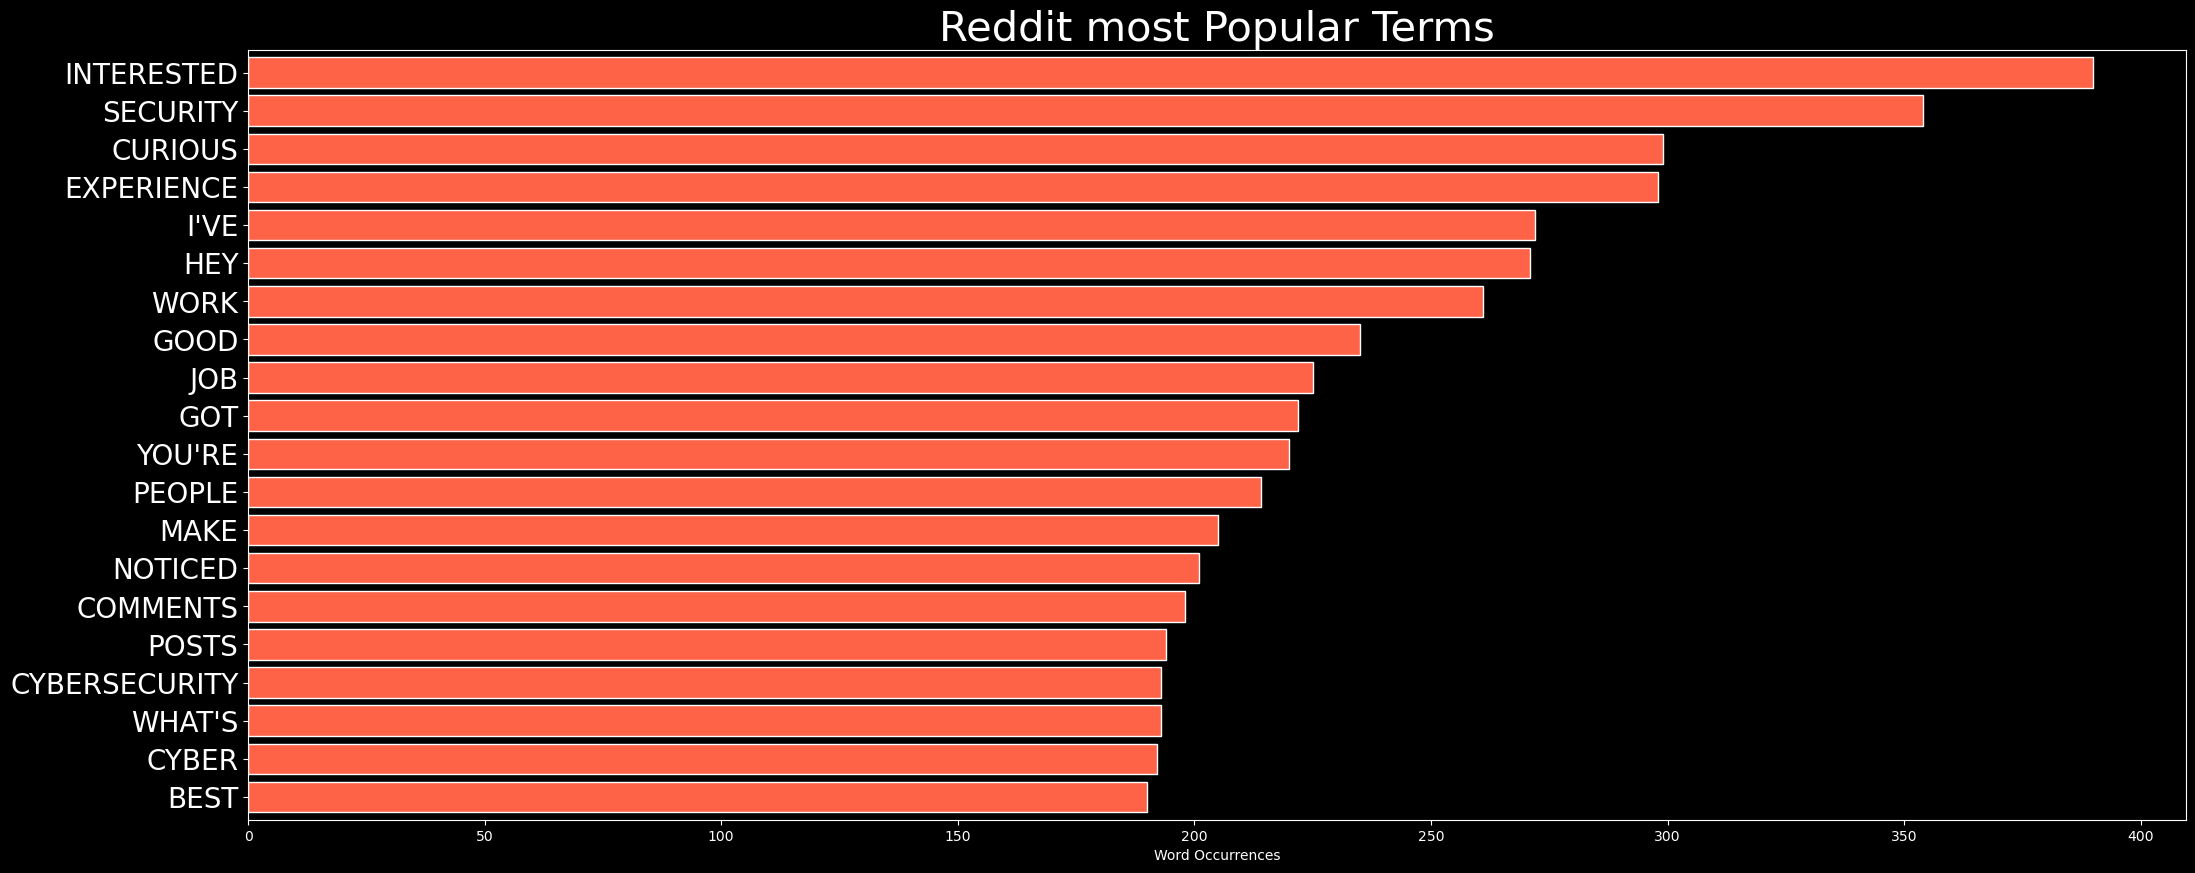 Reddit most Popular Terms
INTERESTED
SECURITY
CURIOUS
EXPERIENCE
I'VE
HEY
WORK
GOOD
JOB
GOT
YOU'RE
PEOPLE
MAKE
NOTICED
COMMENTS
POSTS
CYBERSECURITY
WHAT'S
CYBER
BEST
0 50 100 150 200 250 300 350 400
Word Occurrences